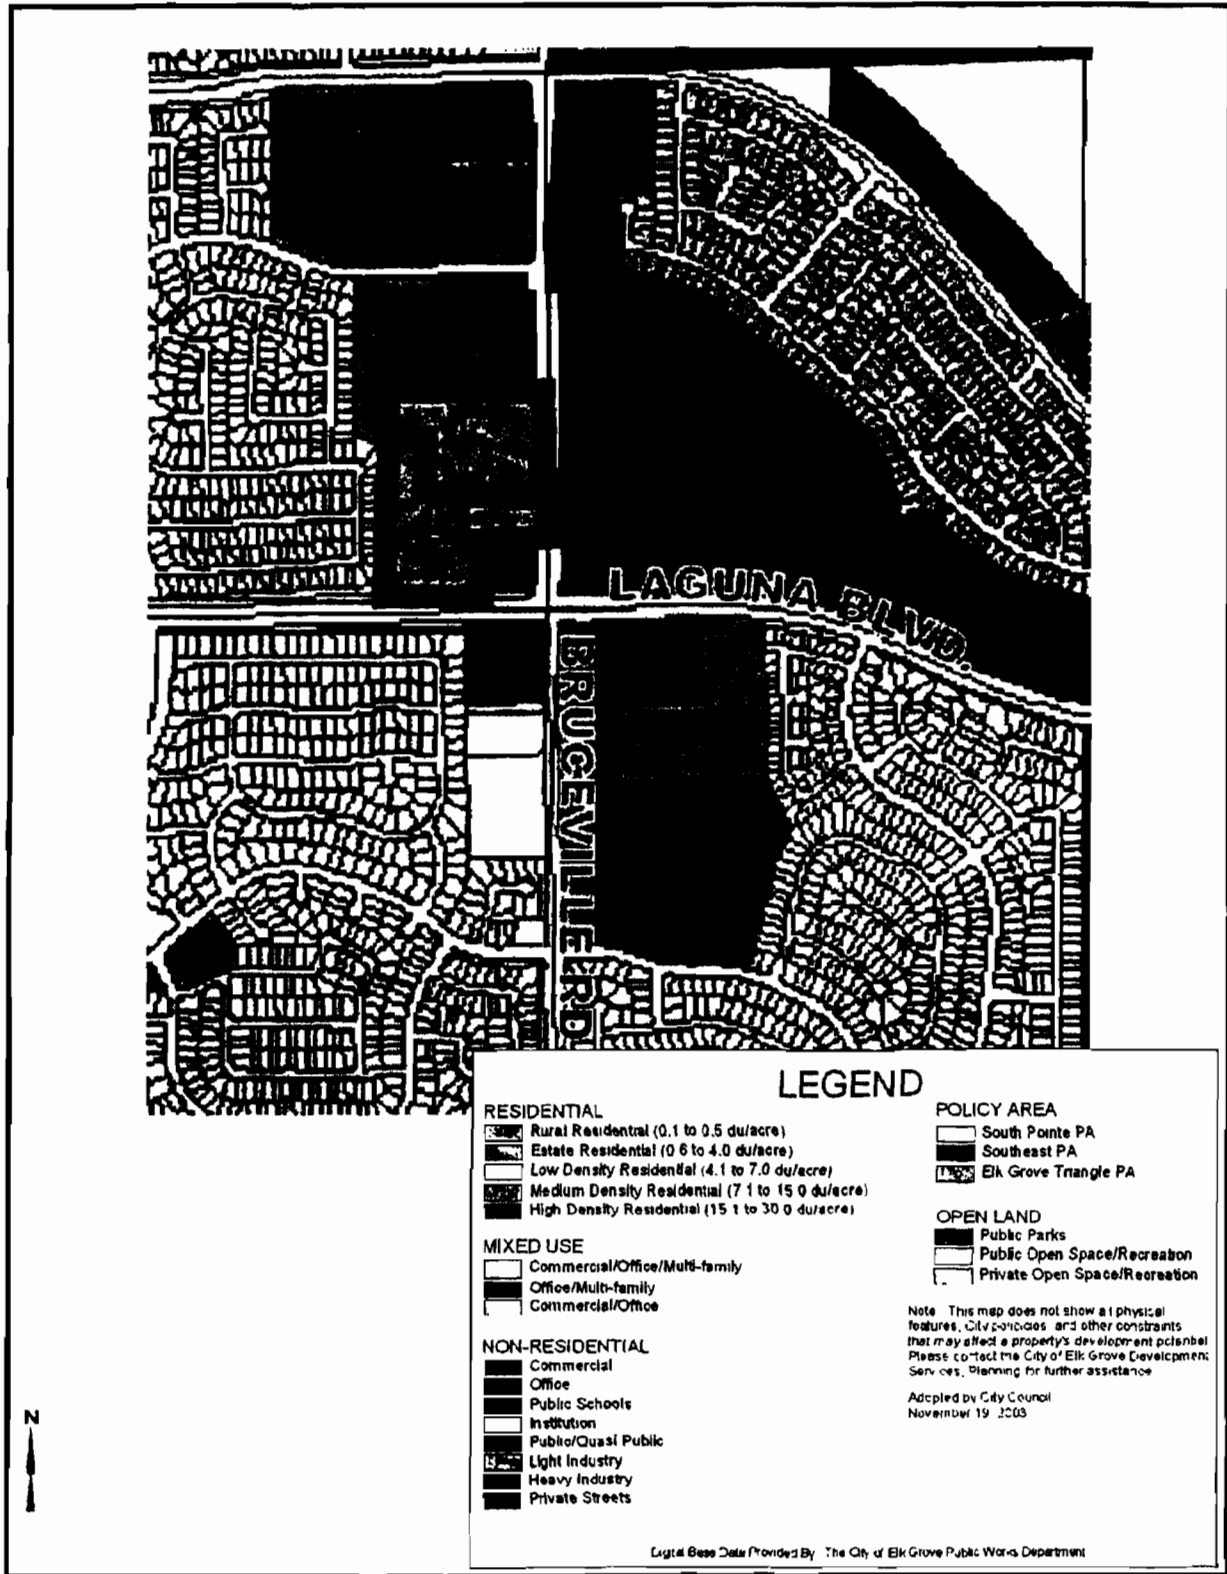 LAGUNA BLVD.
BRUCEVILLE RD
LEGEND
RESIDENTIAL
Rural Residential (0.1 to 0.5 du/acre)
Estate Residential (0 6 to 4.0 du/acre)
Low Density Residential (4.1 to 7.0 du/acre)
Medium Density Residential (7 1 to 15 0 du/acre)
High Density Residential (15 1 to 30 0 du/acre)
MIXED USE
Commercial/Office/Multi-family
Office/Multi-family
Commercial/Office
NON-RESIDENTIAL
Commercial
Office
Public Schools
Institution
Public/Quasi Public
Light Industry
Heavy Industry
Private Streets
POLICY AREA
South Pointe PA
Southeast PA
Elk Grove Triangle PA
OPEN LAND
Public Parks
Public Open Space/Recreation
Private Open Space/Recreation
Note This map does not show all physical
features, City policies and other constraints
that may affect a property's development potential
Please contact the City of Elk Grove Development
Services, Planning for further assistance
Adopted by City Council
November 19 2003
N
Digital Base Data Provided By The City of Elk Grove Public Works Department